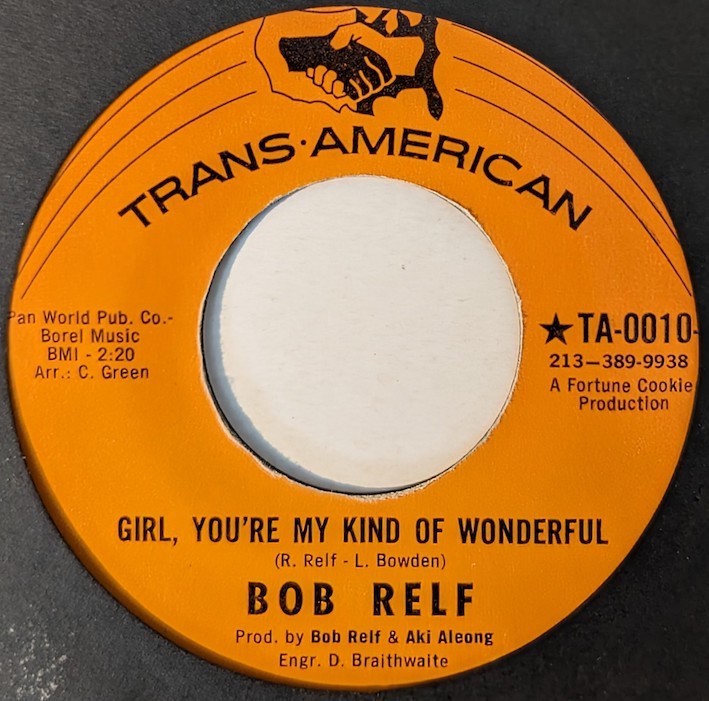 TRANS·AMERICAN
Pan World Pub. Co.-
Borel Music
BMI - 2:20
Arr.: C. Green
★TA-0010-
213-389-9938
A Fortune Cookie
Production
GIRL, YOU'RE MY KIND OF WONDERFUL
(R. Relf - L. Bowden)
BOB RELF
Prod. by Bob Relf & Aki Aleong
Engr. D. Braithwaite